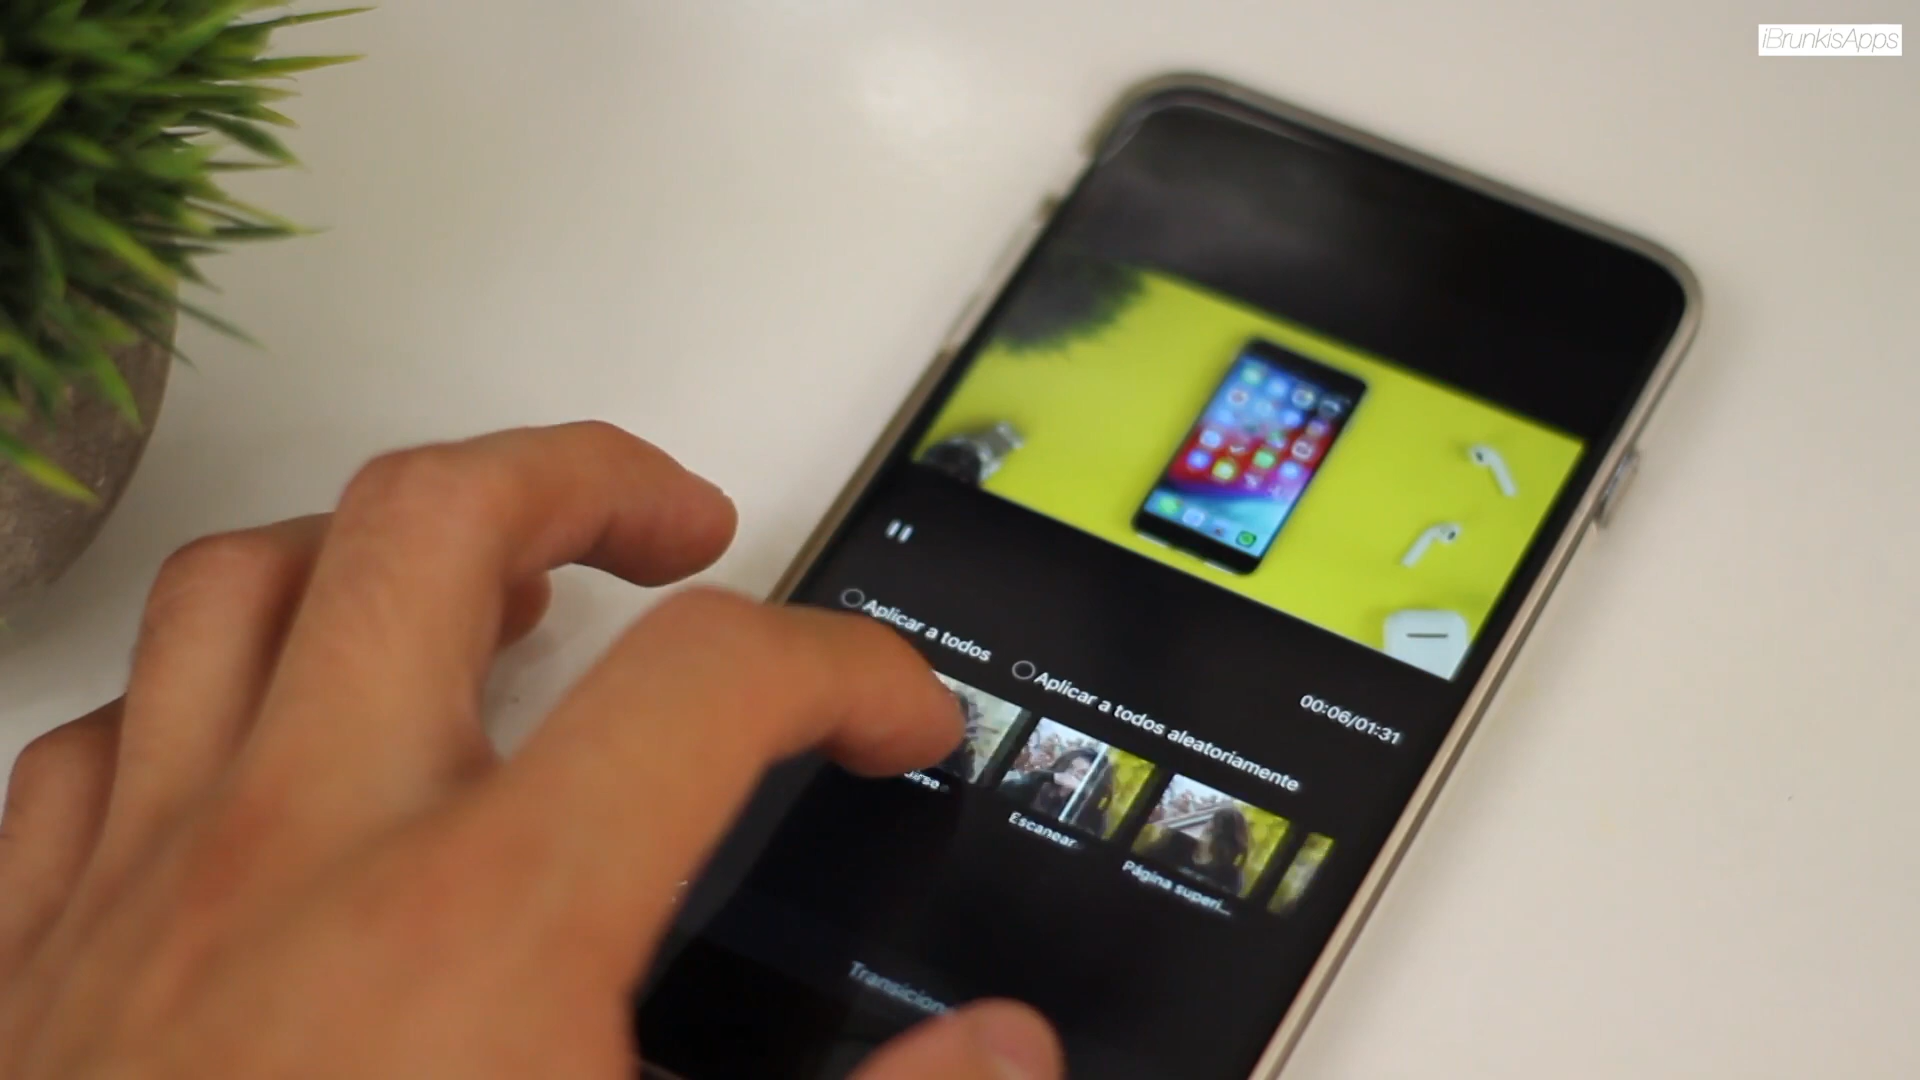 iBrunkisApps
Aplicar a todos
Aplicar a todos aleatoriamente
00:06/01:31
Escanear
Página superi...